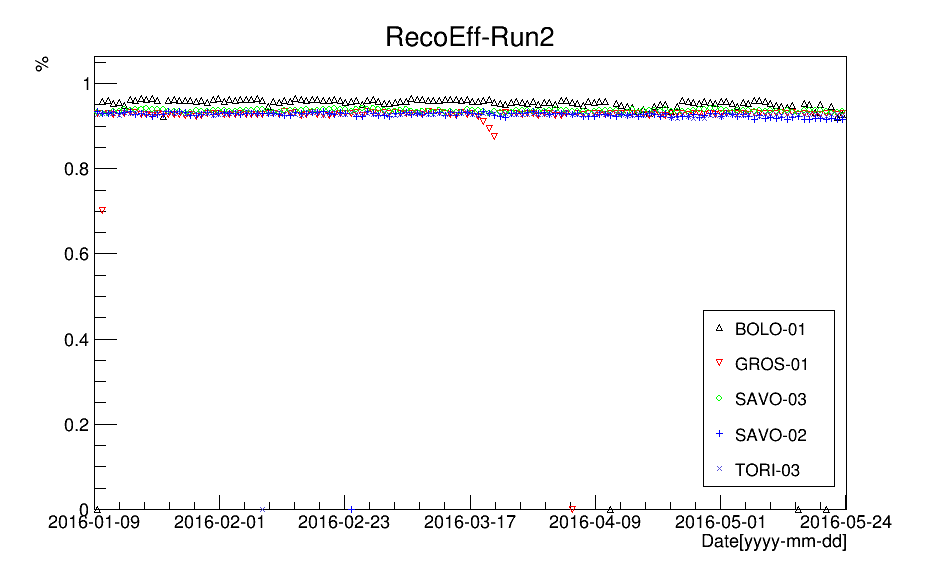 RecoEff-Run2
%
1
0.8
0.6
0.4
0.2
0
BOLO-01
GROS-01
SAVO-03
SAVO-02
TORI-03
2016-01-09 2016-02-01 2016-02-23 2016-03-17 2016-04-09 2016-05-01 2016-05-24
Date[yyyy-mm-dd]